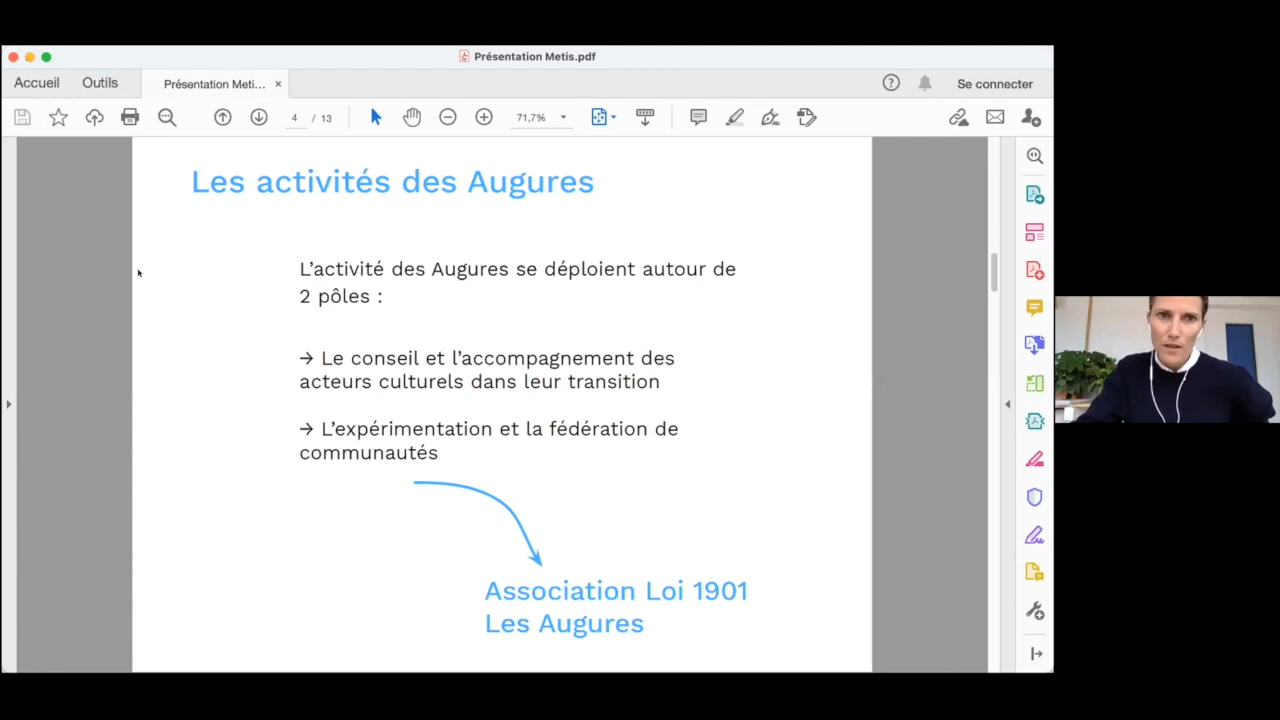 Présentation Metis.pdf
Accueil Outils Présentation Meti... × Se connecter
4 / 13 71,7%
Les activités des Augures
L’activité des Augures se déploient autour de
2 pôles :
→ Le conseil et l’accompagnement des
acteurs culturels dans leur transition
→ L’expérimentation et la fédération de
communautés
Association Loi 1901
Les Augures